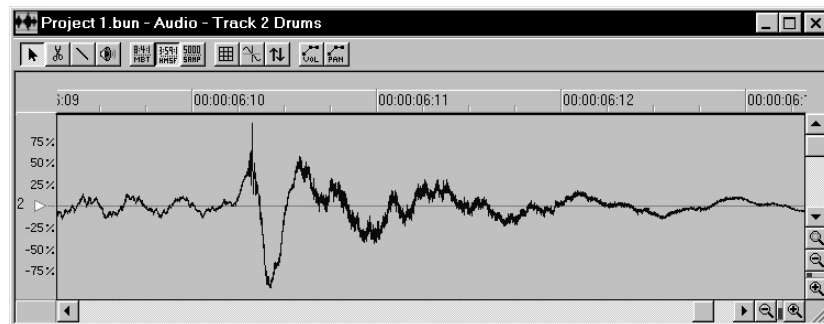 Project 1.bun - Audio - Track 2 Drums
8:4:1 MBT 3:59:1 HMSF 5000 SAMP VOL PAN
:09 00:00:06:10 00:00:06:11 00:00:06:12 00:00:06:
75%
50%
25%
2
-25%
-50%
-75%